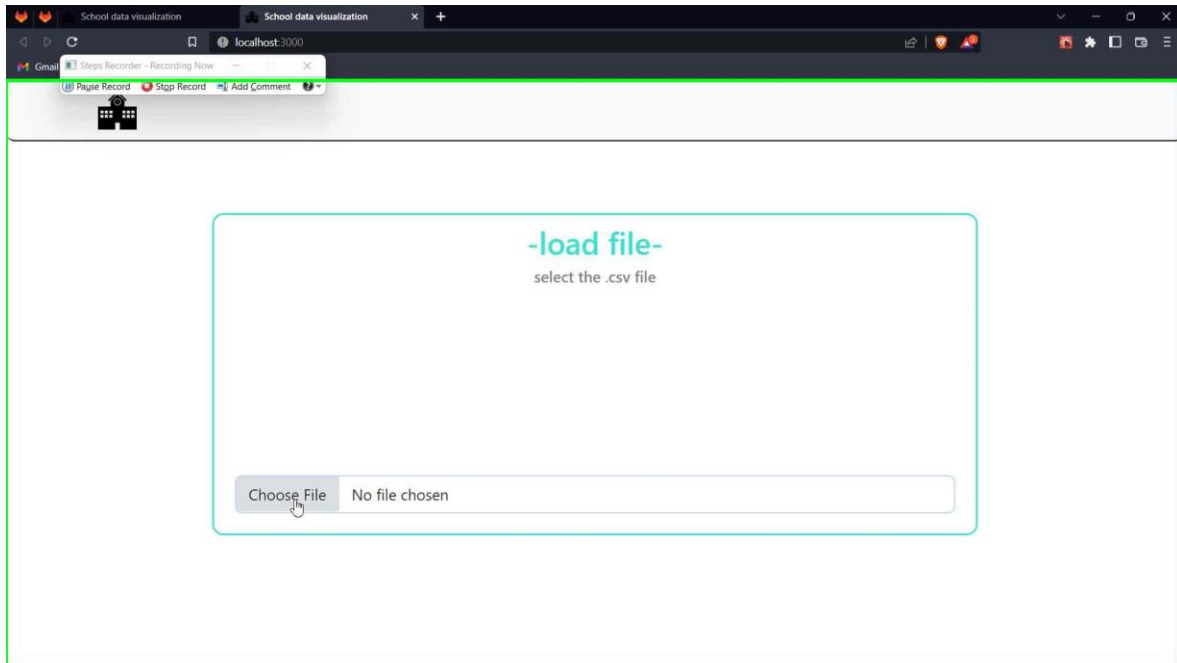 School data visualization
School data visualization
localhost:3000
Gmail
Steps Recorder - Recording Now
Pause Record Stop Record Add Comment
-load file-
select the .csv file
Choose File No file chosen